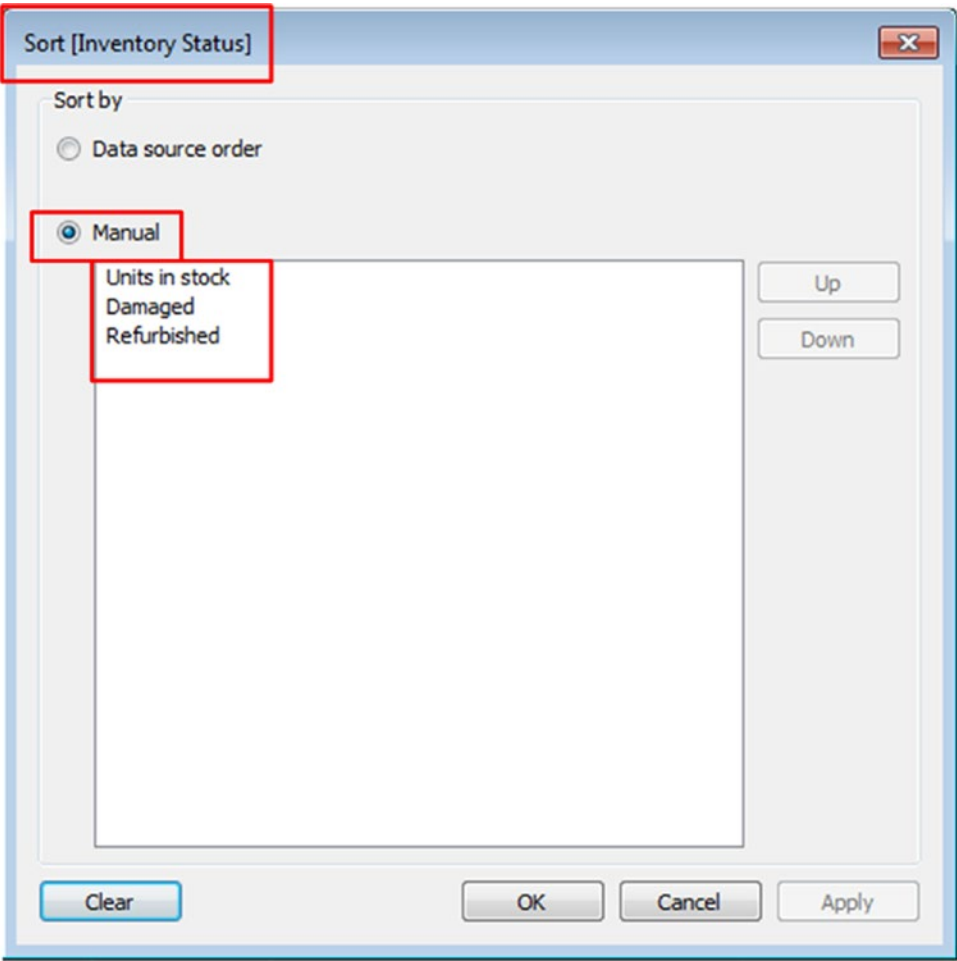 Sort [Inventory Status]
Sort by
Data source order
Manual
Units in stock
Damaged
Refurbished
Up
Down
Clear
OK
Cancel
Apply